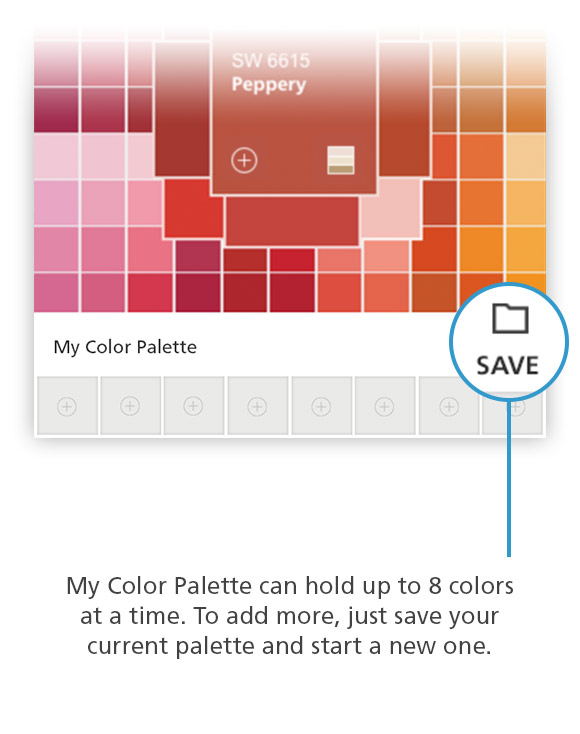 SW 6615
Peppery
My Color Palette
SAVE
My Color Palette can hold up to 8 colors
at a time. To add more, just save your
current palette and start a new one.